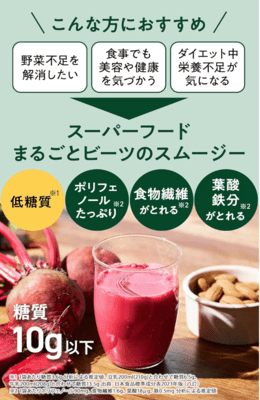 こんな方におすすめ
野菜不足を
解消したい
食事でも
美容や健康
を気づかう
ダイエット中
栄養不足が
気になる
スーパーフード
まるごとビーツのスムージー
低糖質※1
ポリフェ
ノール※2
たっぷり
食物繊維※2
がとれる
葉酸
鉄分※2
がとれる
糖質
10g以下